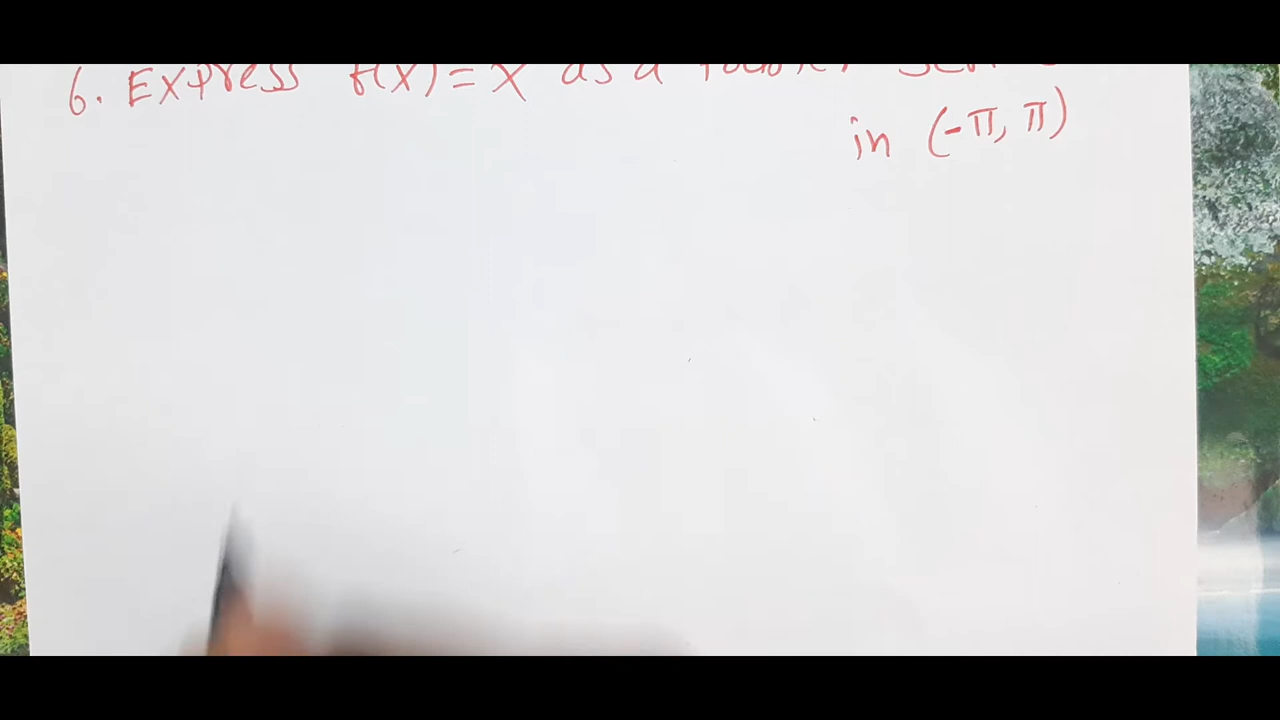 6. Express f(x) = x as a
in (-π, π)